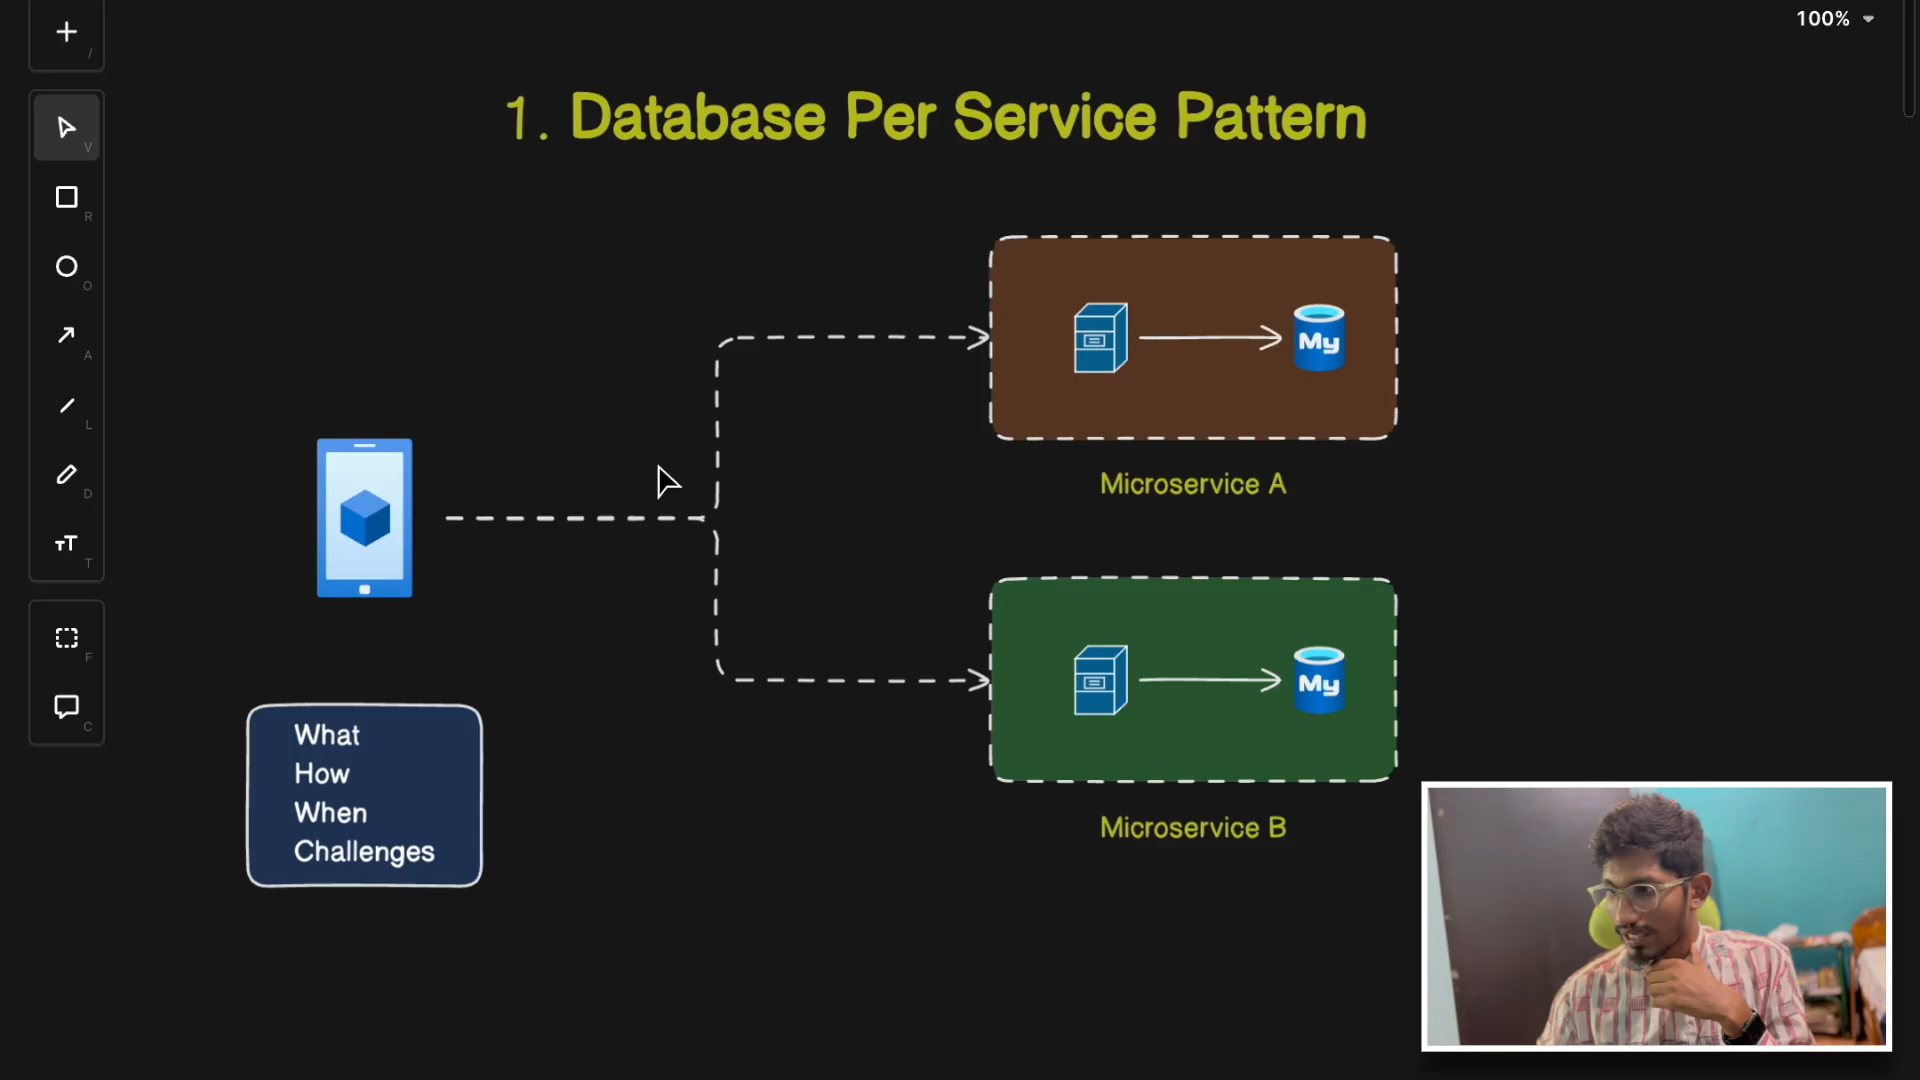 100%
/
1. Database Per Service Pattern
V
R
O
A
L
D
T
F
C
My
Microservice A
My
Microservice B
What
How
When
Challenges